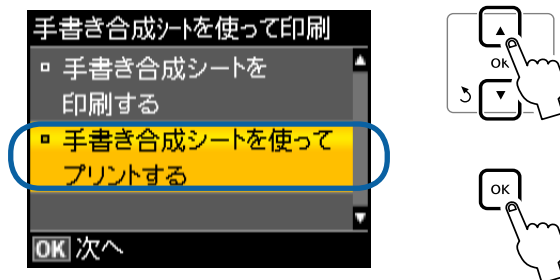 手書き合成シートを使って印刷
手書き合成シートを
印刷する
手書き合成シートを使って
プリントする
OK 次へ
OK
OK